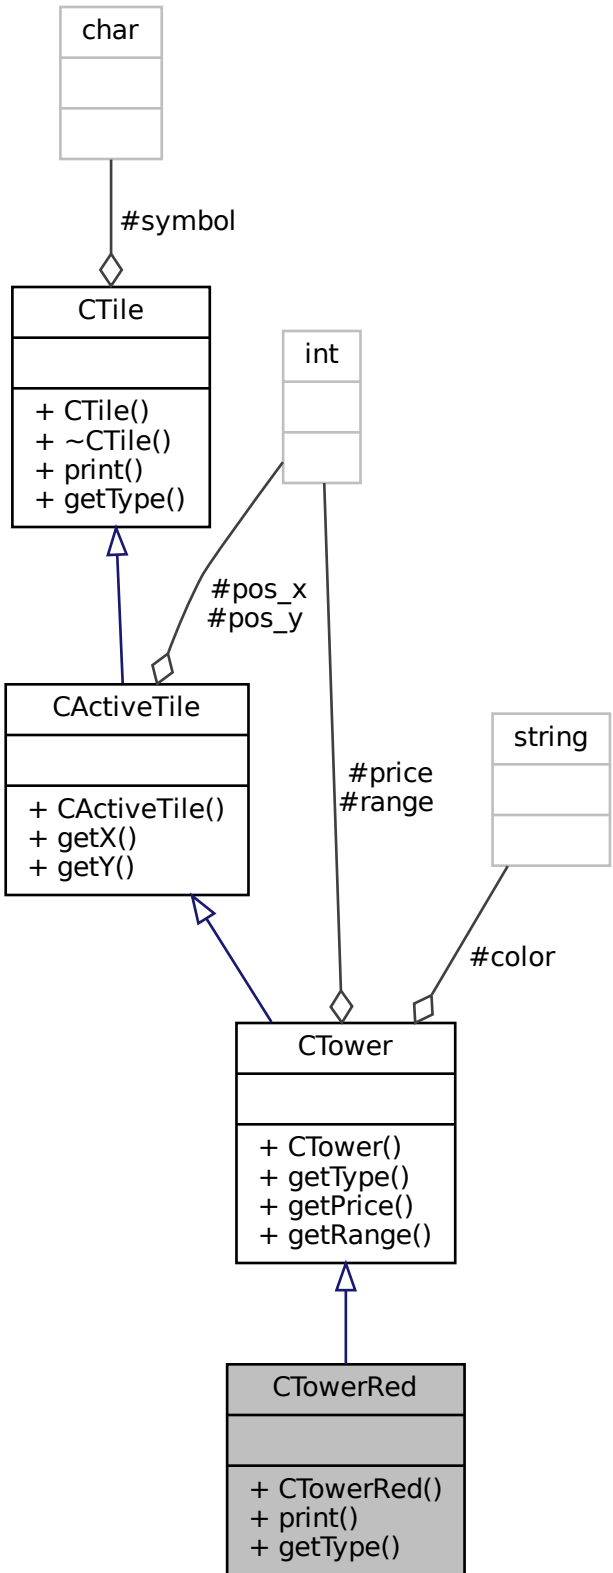 char
#symbol
CTile
+ CTile()
+ ~CTile()
+ print()
+ getType()
int
#pos_x
#pos_y
CActiveTile
+ CActiveTile()
+ getX()
+ getY()
string
#price
#range
#color
CTower
+ CTower()
+ getType()
+ getPrice()
+ getRange()
CTowerRed
+ CTowerRed()
+ print()
+ getType()